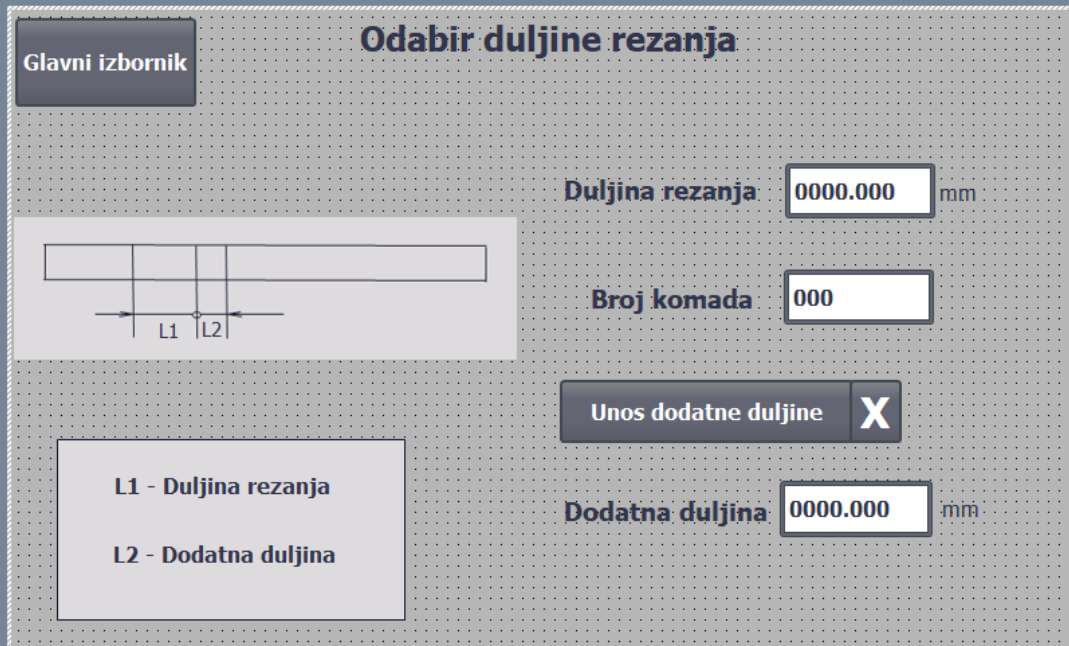 Odabir duljine rezanja
Glavni izbornik
Duljina rezanja 0000.000 mm
L1 L2
Broj komada 000
Unos dodatne duljine X
L1 - Duljina rezanja
Dodatna duljina 0000.000 mm
L2 - Dodatna duljina